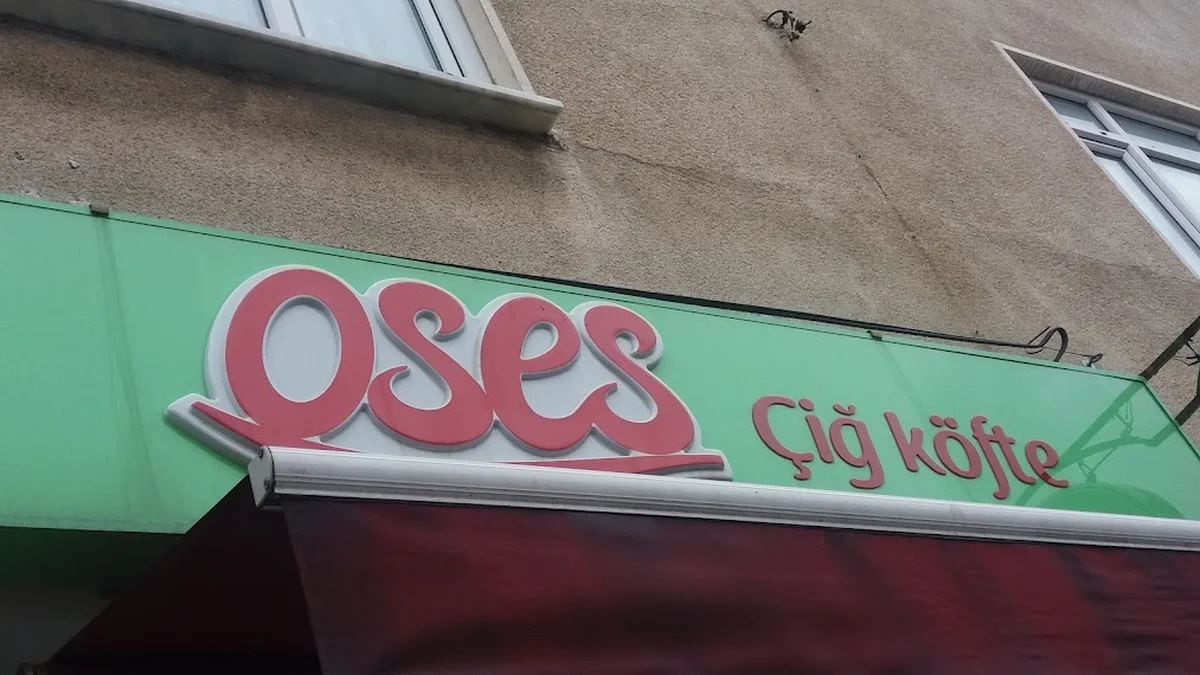 Oses Çiğ köfte